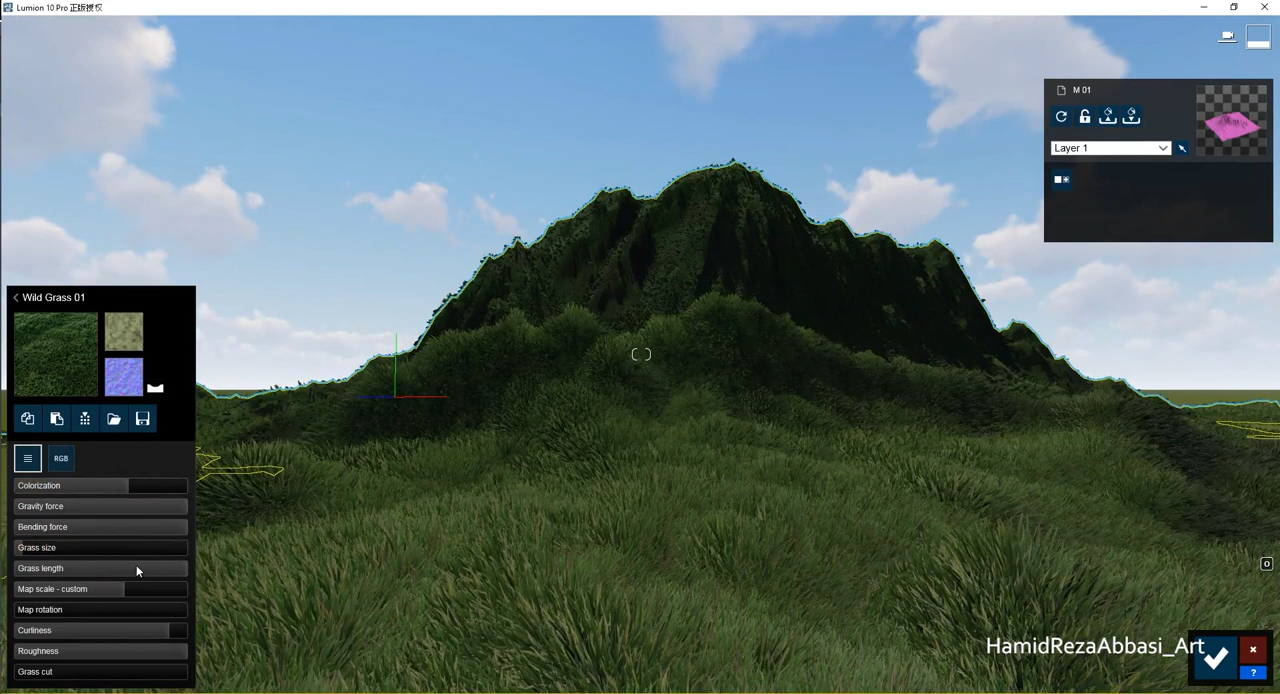 Lumion 10 Pro 正版授权
M 01
Layer 1
Wild Grass 01
RGB
Colorization
Gravity force
Bending force
Grass size
Grass length
Map scale - custom
Map rotation
Curliness
Roughness
Grass cut
O
HamidRezaAbbasi_Art
?